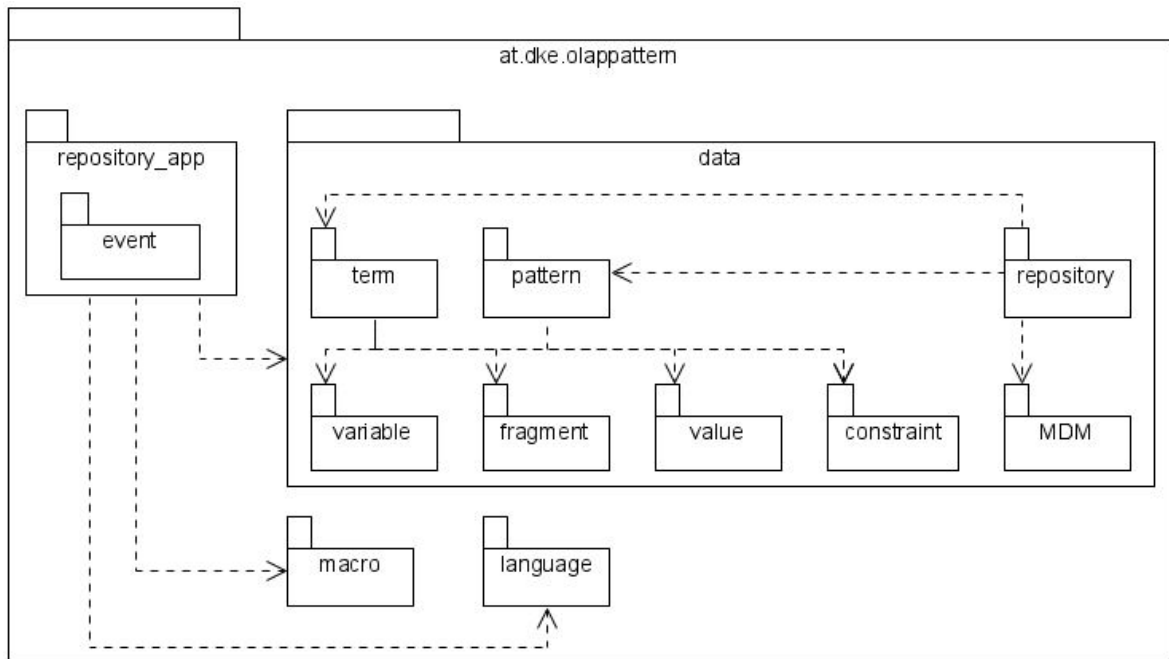 at.dke.olappattern
repository_app
data
event
term
pattern
repository
variable
fragment
value
constraint
MDM
macro
language